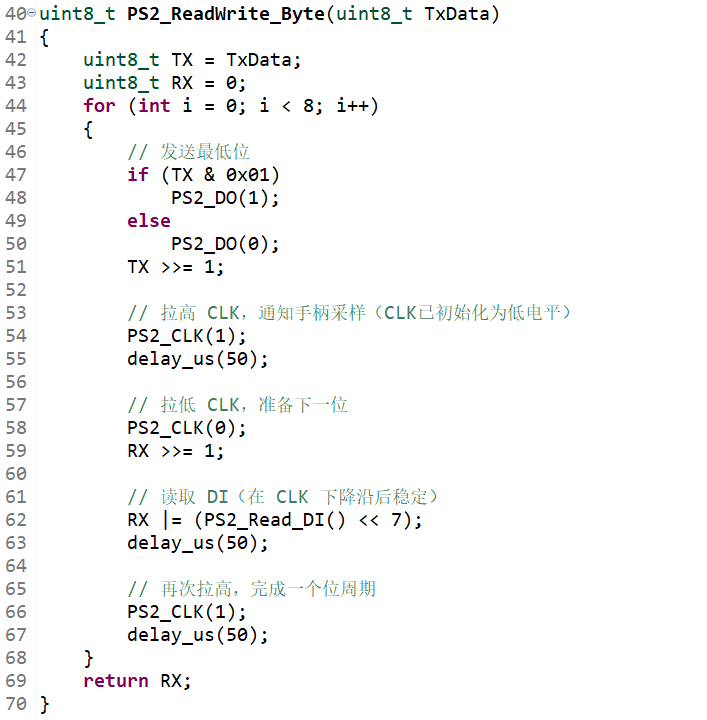 40 uint8_t PS2_ReadWrite_Byte(uint8_t TxData)
41 {
42     uint8_t TX = TxData;
43     uint8_t RX = 0;
44     for (int i = 0; i < 8; i++)
45     {
46         // 发送最低位
47         if (TX & 0x01)
48             PS2_DO(1);
49         else
50             PS2_DO(0);
51         TX >>= 1;
52
53         // 拉高 CLK，通知手柄采样（CLK已初始化为低电平）
54         PS2_CLK(1);
55         delay_us(50);
56
57         // 拉低 CLK，准备下一位
58         PS2_CLK(0);
59         RX >>= 1;
60
61         // 读取 DI（在 CLK 下降沿后稳定）
62         RX |= (PS2_Read_DI() << 7);
63         delay_us(50);
64
65         // 再次拉高，完成一个位周期
66         PS2_CLK(1);
67         delay_us(50);
68     }
69     return RX;
70 }